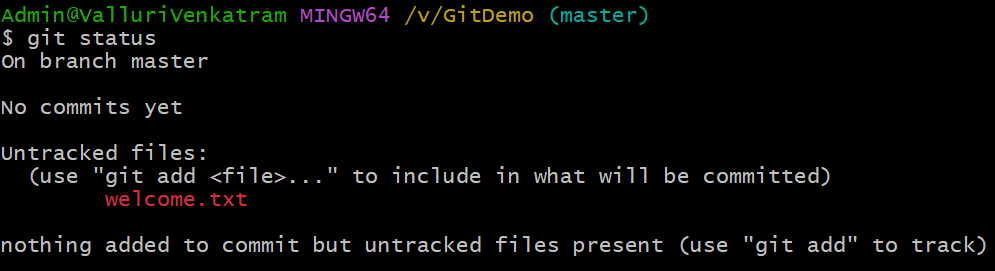 Admin@ValluriVenkatram MINGW64 /v/GitDemo (master)
$ git status
On branch master

No commits yet

Untracked files:
  (use "git add <file>..." to include in what will be committed)
        welcome.txt

nothing added to commit but untracked files present (use "git add" to track)